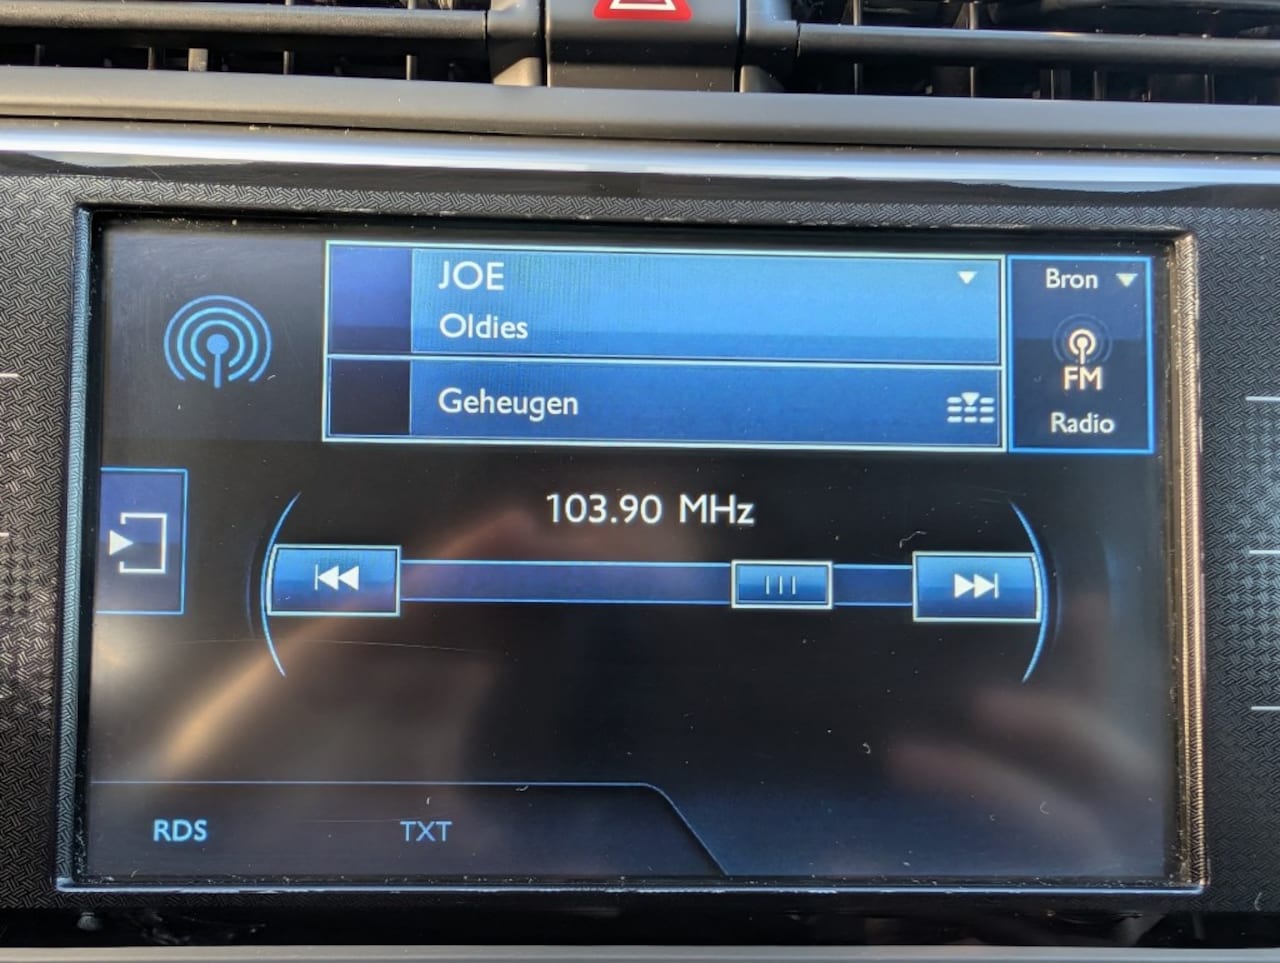 JOE
Oldies
Bron
Geheugen
FM
Radio
103.90 MHz
RDS
TXT